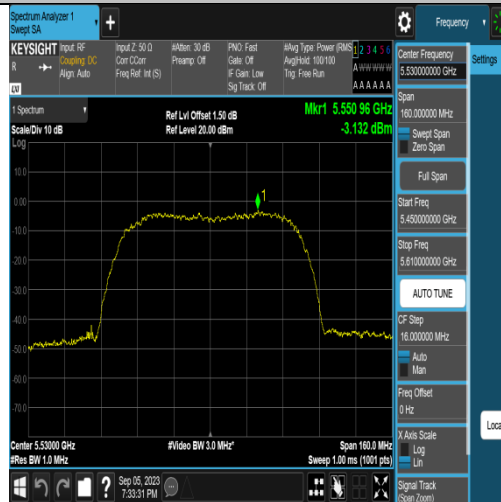 Spectrum Analyzer 1
Swept SA
Frequency
KEYSIGHT
R
Input: RF
Coupling: DC
Align: Auto
Input Z: 50 Ω
Corr CCorr
Freq Ref: Int (S)
#Atten: 30 dB
Preamp: Off
PNO: Fast
Gate: Off
IF Gain: Low
Sig Track: Off
#Avg Type: Power (RMS)
Avg|Hold: 100/100
Trig: Free Run
1 2 3 4 5 6
A W W W W W
A A A A A A
1 Spectrum
Scale/Div 10 dB
Log
Ref Lvl Offset 1.50 dB
Ref Level 20.00 dBm
Mkr1 5.550 96 GHz
-3.132 dBm
10.0
0.00
-10.0
-20.0
-30.0
-40.0
-50.0
-60.0
-70.0
1
Center 5.53000 GHz
#Res BW 1.0 MHz
#Video BW 3.0 MHz*
Span 160.0 MHz
Sweep 1.00 ms (1001 pts)
Sep 05, 2023
7:33:31 PM
Center Frequency
5.530000000 GHz
Span
160.000000 MHz
Swept Span
Zero Span
Full Span
Start Freq
5.450000000 GHz
Stop Freq
5.610000000 GHz
AUTO TUNE
CF Step
16.000000 MHz
Auto
Man
Freq Offset
0 Hz
X Axis Scale
Log
Lin
Signal Track
(Span Zoom)
Settings